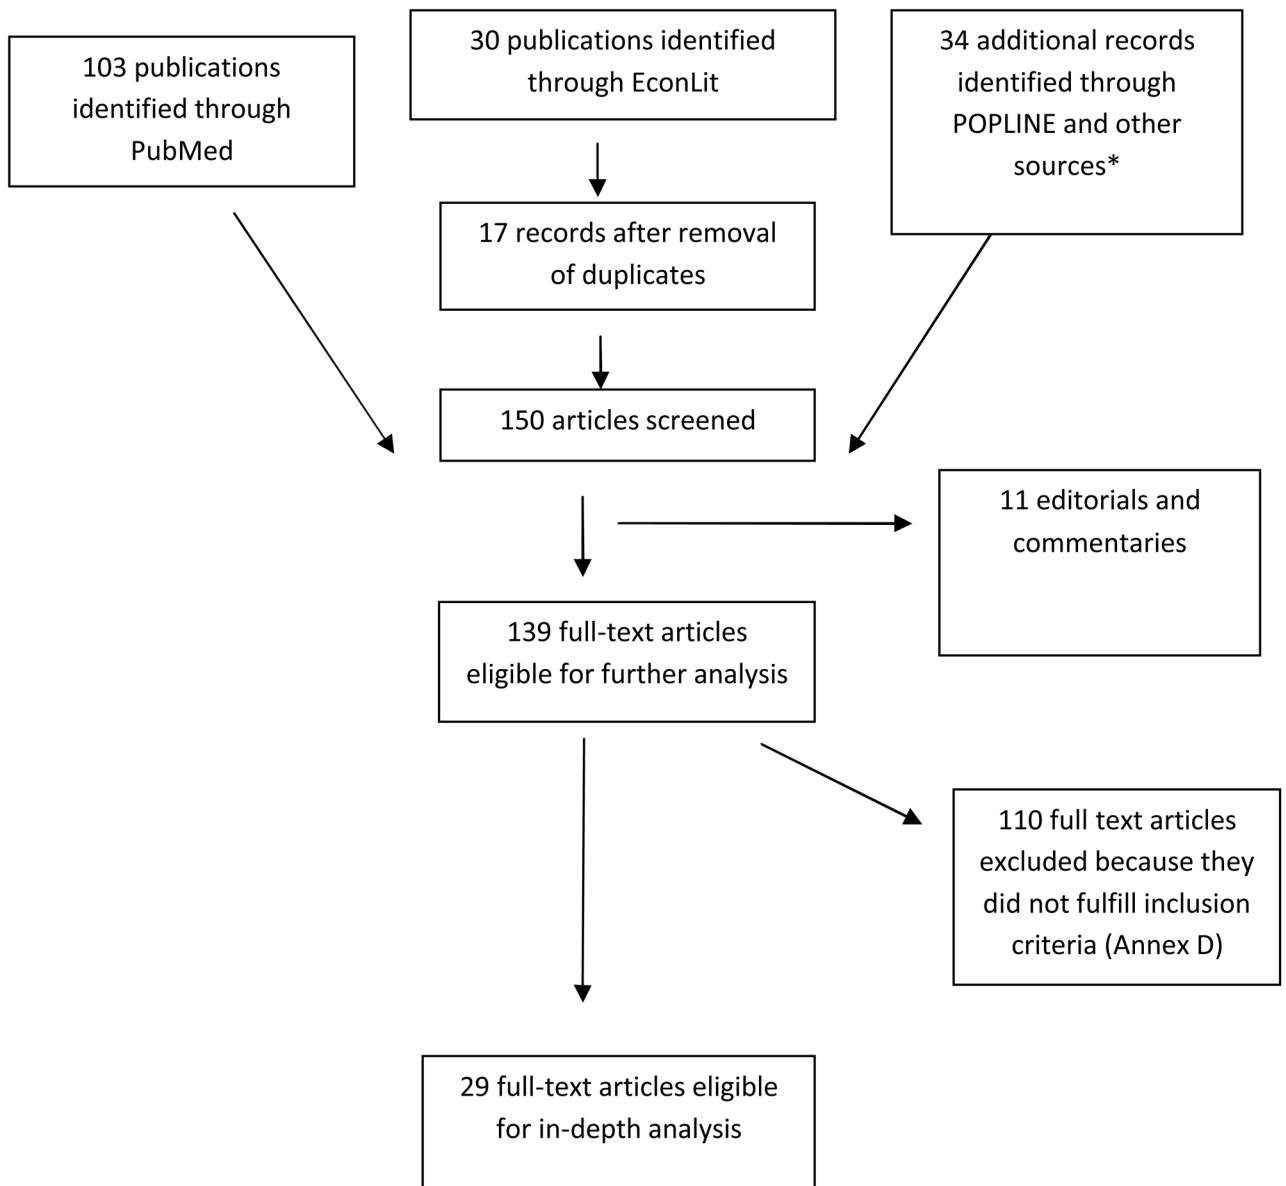 103 publications
identified through
PubMed
30 publications identified
through EconLit
34 additional records
identified through
POPLINE and other
sources*
17 records after removal
of duplicates
150 articles screened
11 editorials and
commentaries
139 full-text articles
eligible for further analysis
110 full text articles
excluded because they
did not fulfill inclusion
criteria (Annex D)
29 full-text articles eligible
for in-depth analysis